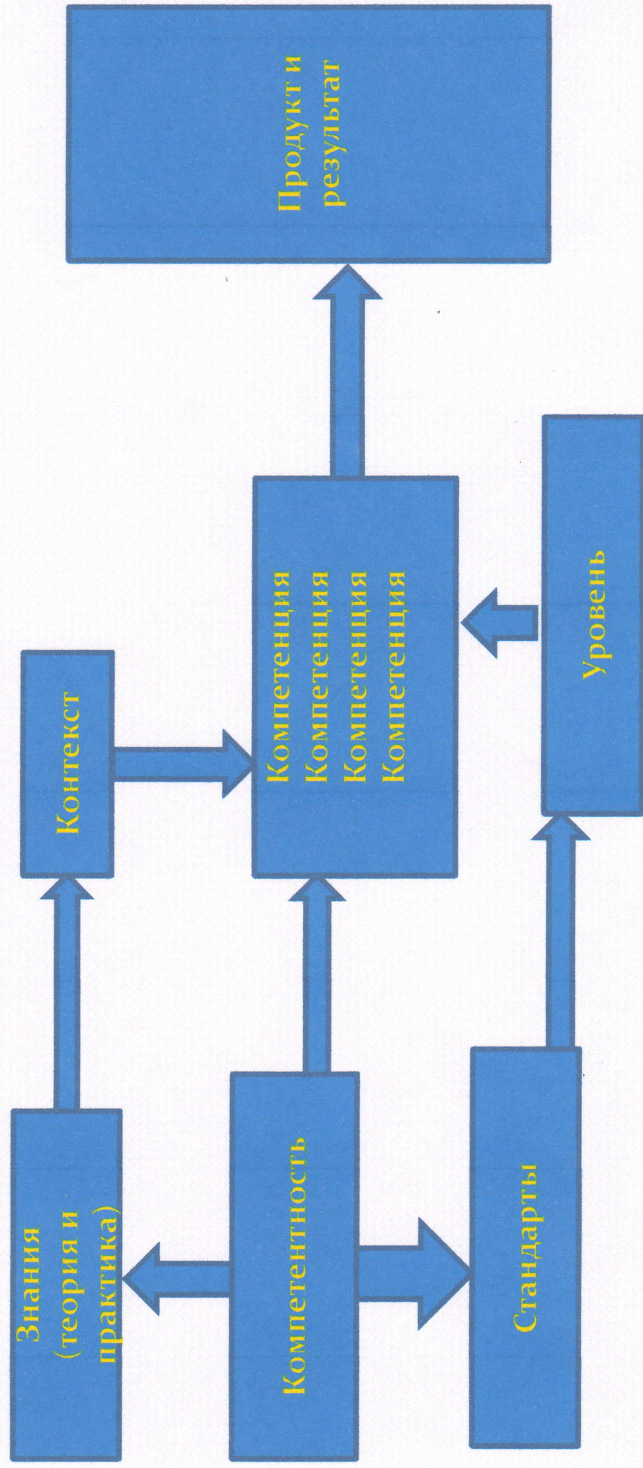 Знания
(теория и
практика)
Контекст
Компетентность
Компетенция
Компетенция
Компетенция
Компетенция
Продукт и
результат
Стандарты
Уровень